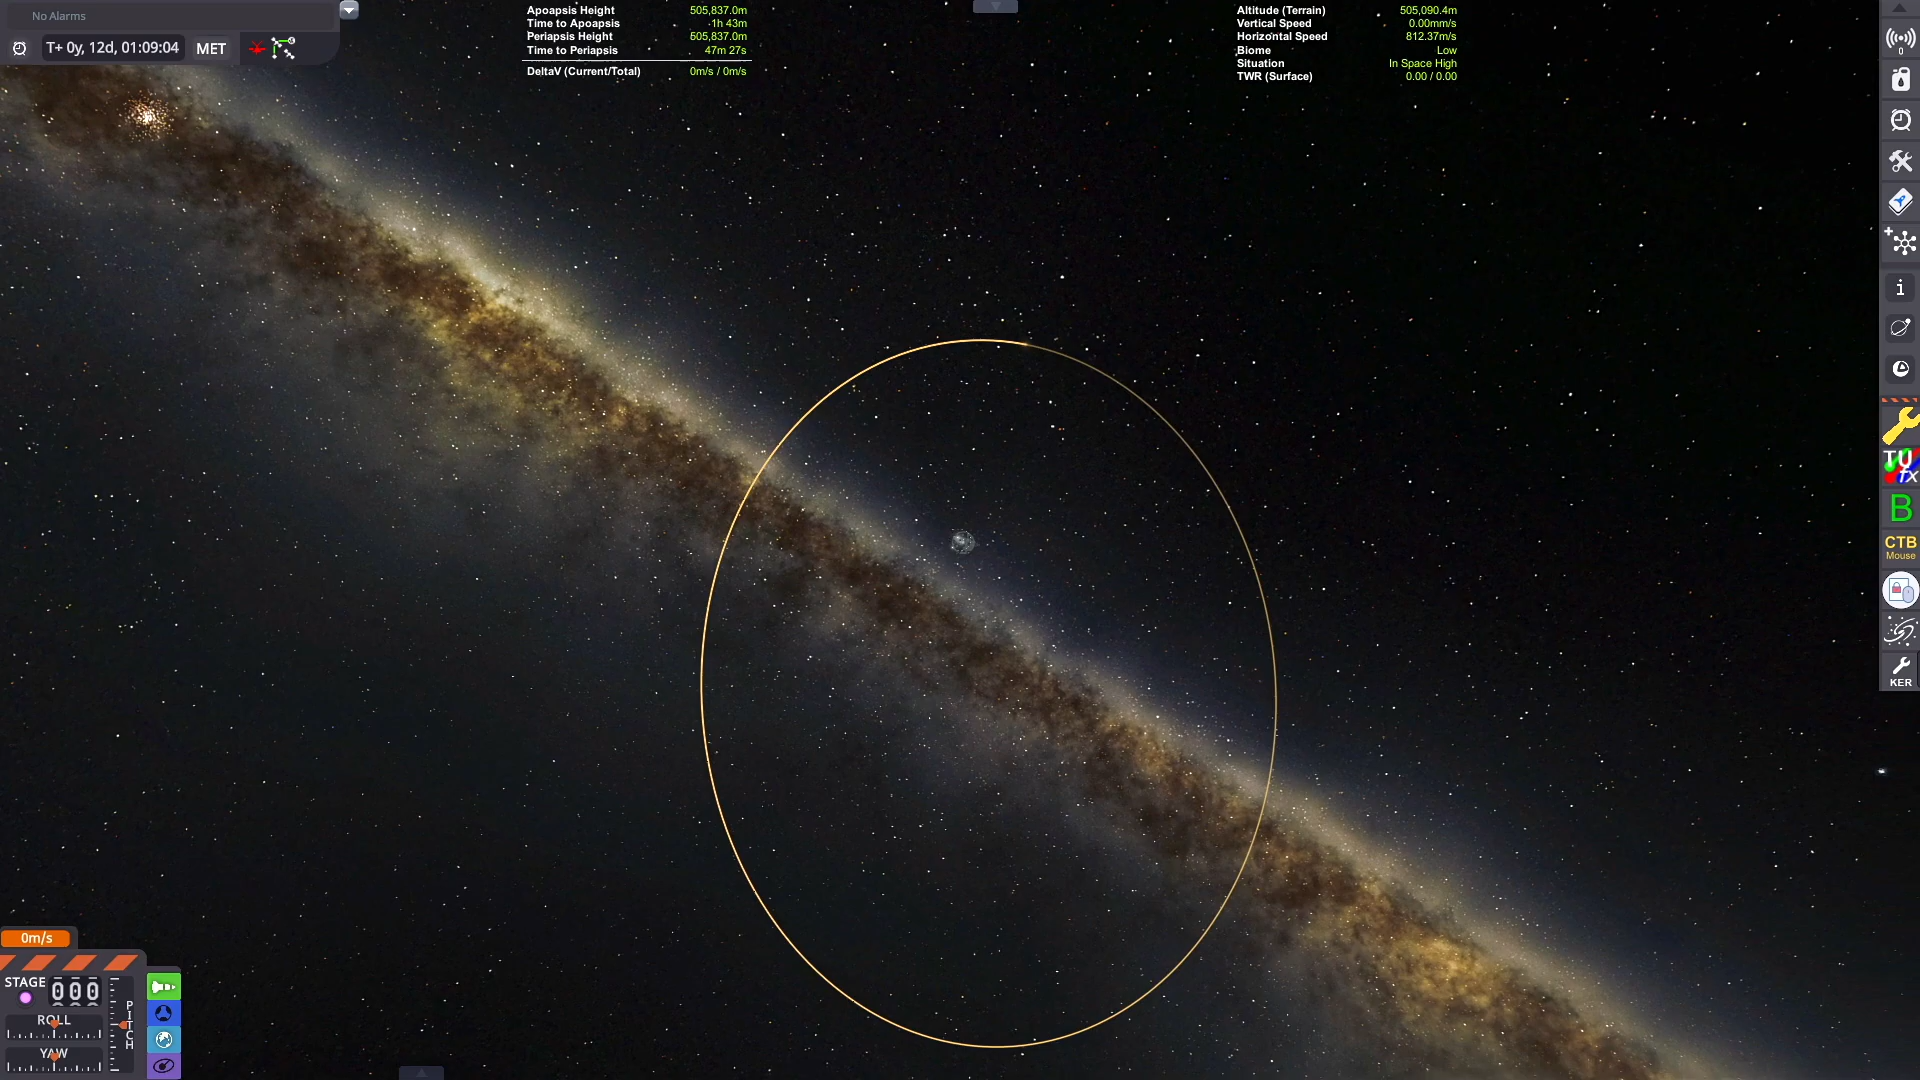 No Alarms
T+ 0y, 12d, 01:09:04 MET
Apoapsis Height 505,837.0m
Time to Apoapsis 1h 43m
Periapsis Height 505,837.0m
Time to Periapsis 47m 27s
DeltaV (Current/Total) 0m/s / 0m/s
Altitude (Terrain) 505,090.4m
Vertical Speed 0.00mm/s
Horizontal Speed 812.37m/s
Biome Low
Situation In Space High
TWR (Surface) 0.00 / 0.00
0
i
TU
fx
B
CTB
Mouse
KER
0m/s
STAGE 000
ROLL
YAW
PITCH